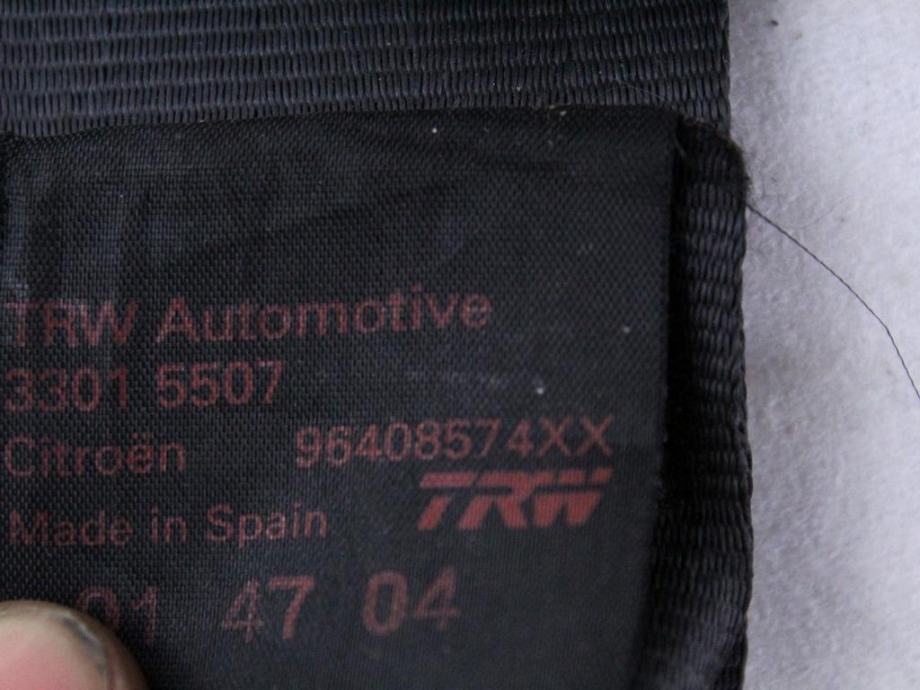 TRW Automotive
3301 5507
Citroën 96408574XX
Made in Spain TRW
01 47 04